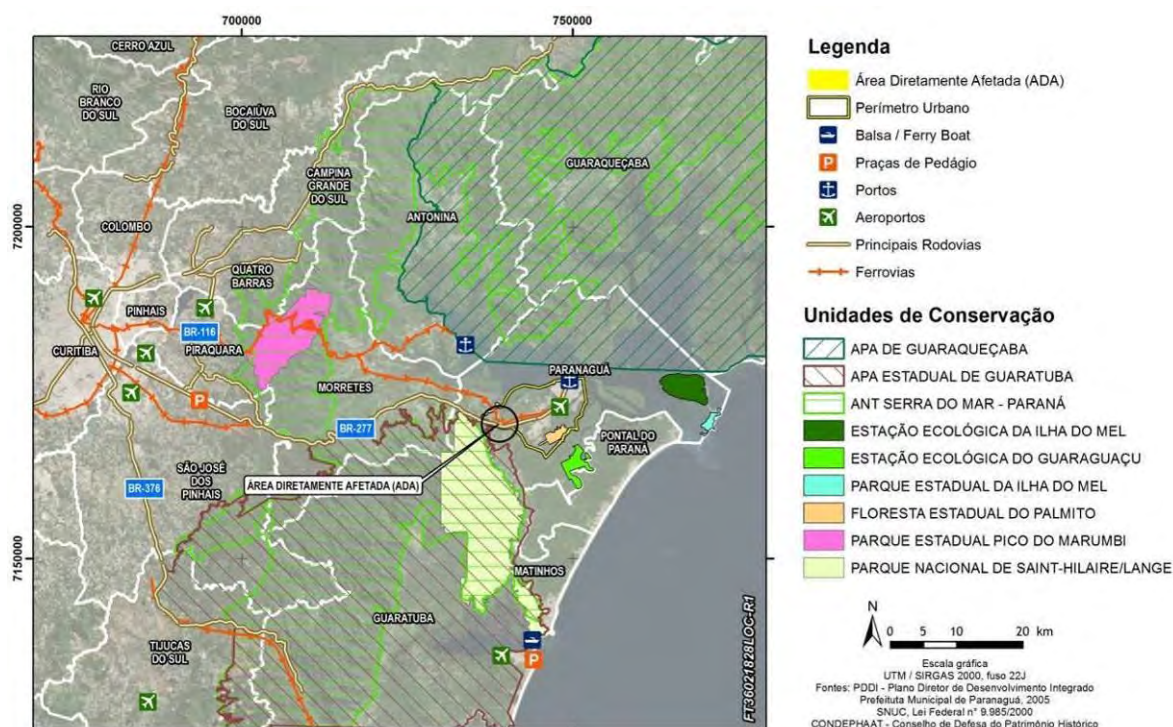 700000
750000
7200000
7150000
CERRO AZUL
RIO
BRANCO
DO SUL
BOCAIÚVA
DO SUL
CAMPINA
GRANDE
DO SUL
GUARAQUEÇABA
ANTONINA
COLOMBO
QUATRO
BARRAS
PINHAIS
BR-116
PIRAQUARA
CURITIBA
MORRETES
PARANAGUÁ
BR-277
PONTAL DO
PARANÁ
SÃO JOSÉ
DOS
PINHAIS
ÁREA DIRETAMENTE AFETADA (ADA)
BR-376
MATINHOS
GUARATUBA
TIJUCAS
DO SUL
P
P
FT36021828LOC-R1
Legenda
Área Diretamente Afetada (ADA)
Perímetro Urbano
Balsa / Ferry Boat
P Praças de Pedágio
Portos
Aeroportos
Principais Rodovias
Ferrovias
Unidades de Conservação
APA DE GUARAQUEÇABA
APA ESTADUAL DE GUARATUBA
ANT SERRA DO MAR - PARANÁ
ESTAÇÃO ECOLÓGICA DA ILHA DO MEL
ESTAÇÃO ECOLÓGICA DO GUARAGUAÇU
PARQUE ESTADUAL DA ILHA DO MEL
FLORESTA ESTADUAL DO PALMITO
PARQUE ESTADUAL PICO DO MARUMBI
PARQUE NACIONAL DE SAINT-HILAIRE/LANGE
N
0 5 10 20 km
Escala gráfica
UTM / SIRGAS 2000, fuso 22J
Fontes: PDDI - Plano Diretor de Desenvolvimento Integrado
Prefeitura Municipal de Paranaguá, 2005
SNUC, Lei Federal n° 9.985/2000
CONDEPHAAT - Conselho de Defesa do Patrimônio Histórico